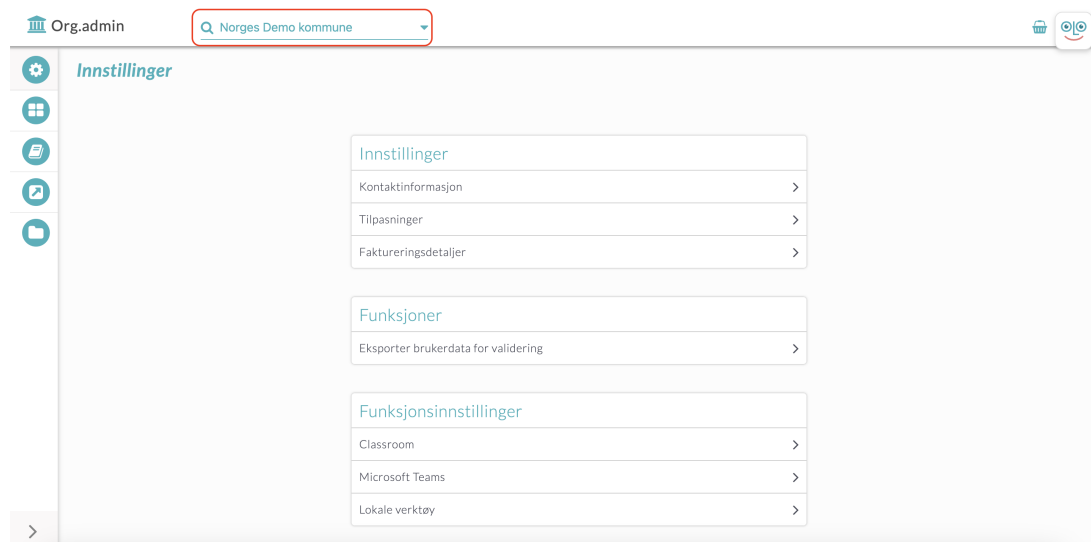 Org.admin
Norges Demo kommune
Innstillinger
Innstillinger
Kontaktinformasjon
Tilpasninger
Faktureringsdetaljer
Funksjoner
Eksporter brukerdata for validering
Funksjonsinnstillinger
Classroom
Microsoft Teams
Lokale verktøy